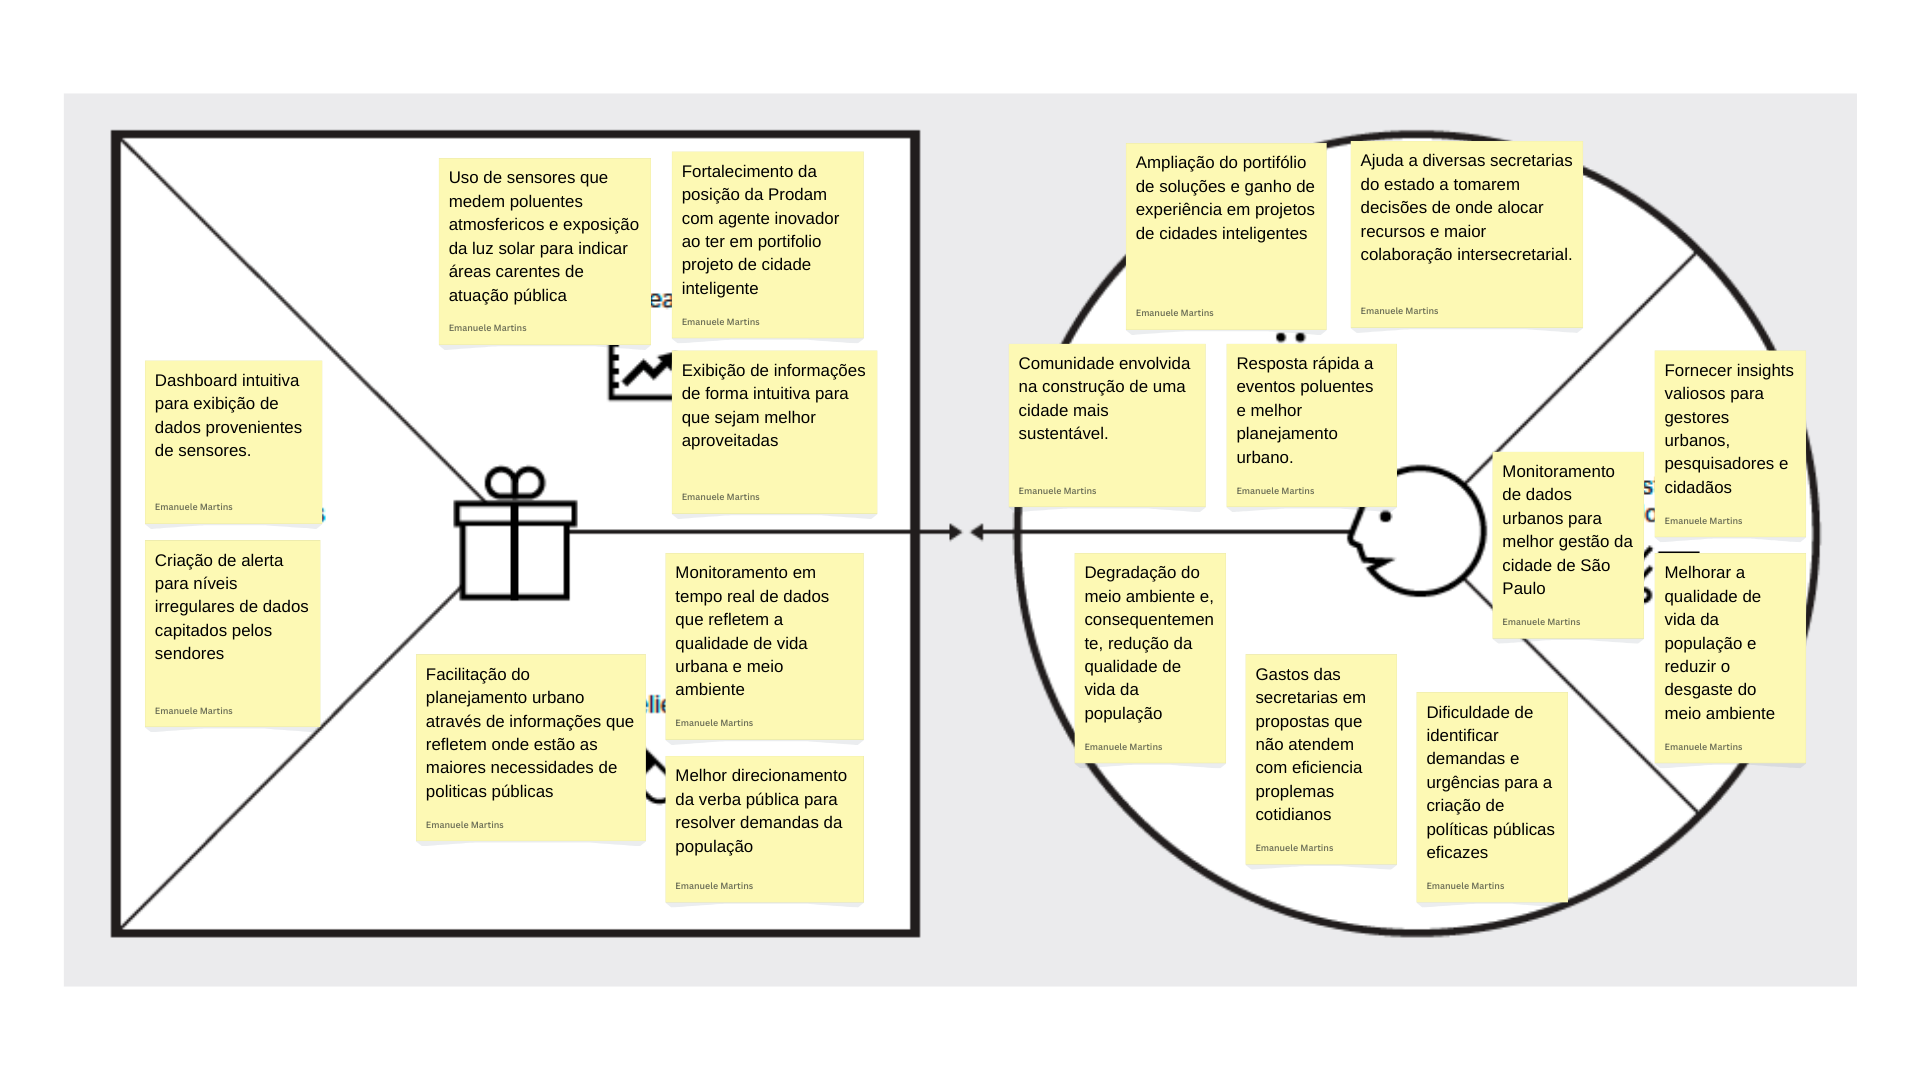 Uso de sensores que
medem poluentes
atmosfericos e exposição
da luz solar para indicar
áreas carentes de
atuação pública
Emanuele Martins
Fortalecimento da
posição da Prodam
com agente inovador
ao ter em portifolio
projeto de cidade
inteligente
Emanuele Martins
Exibição de informações
de forma intuitiva para
que sejam melhor
aproveitadas
Emanuele Martins
Dashboard intuitiva
para exibição de
dados provenientes
de sensores.
Emanuele Martins
Criação de alerta
para níveis
irregulares de dados
capitados pelos
sendores
Emanuele Martins
Monitoramento em
tempo real de dados
que refletem a
qualidade de vida
urbana e meio
ambiente
Emanuele Martins
Facilitação do
planejamento urbano
através de informações que
refletem onde estão as
maiores necessidades de
politicas públicas
Emanuele Martins
Melhor direcionamento
da verba pública para
resolver demandas da
população
Emanuele Martins
Ampliação do portifólio
de soluções e ganho de
experiência em projetos
de cidades inteligentes
Emanuele Martins
Ajuda a diversas secretarias
do estado a tomarem
decisões de onde alocar
recursos e maior
colaboração intersecretarial.
Emanuele Martins
Comunidade envolvida
na construção de uma
cidade mais
sustentável.
Emanuele Martins
Resposta rápida a
eventos poluentes
e melhor
planejamento
urbano.
Emanuele Martins
Fornecer insights
valiosos para
gestores
urbanos,
pesquisadores e
cidadãos
Emanuele Martins
Monitoramento
de dados
urbanos para
melhor gestão da
cidade de São
Paulo
Emanuele Martins
Melhorar a
qualidade de
vida da
população e
reduzir o
desgaste do
meio ambiente
Emanuele Martins
Degradação do
meio ambiente e,
consequentemen
te, redução da
qualidade de
vida da
população
Emanuele Martins
Gastos das
secretarias em
propostas que
não atendem
com eficiencia
proplemas
cotidianos
Emanuele Martins
Dificuldade de
identificar
demandas e
urgências para a
criação de
políticas públicas
eficazes
Emanuele Martins